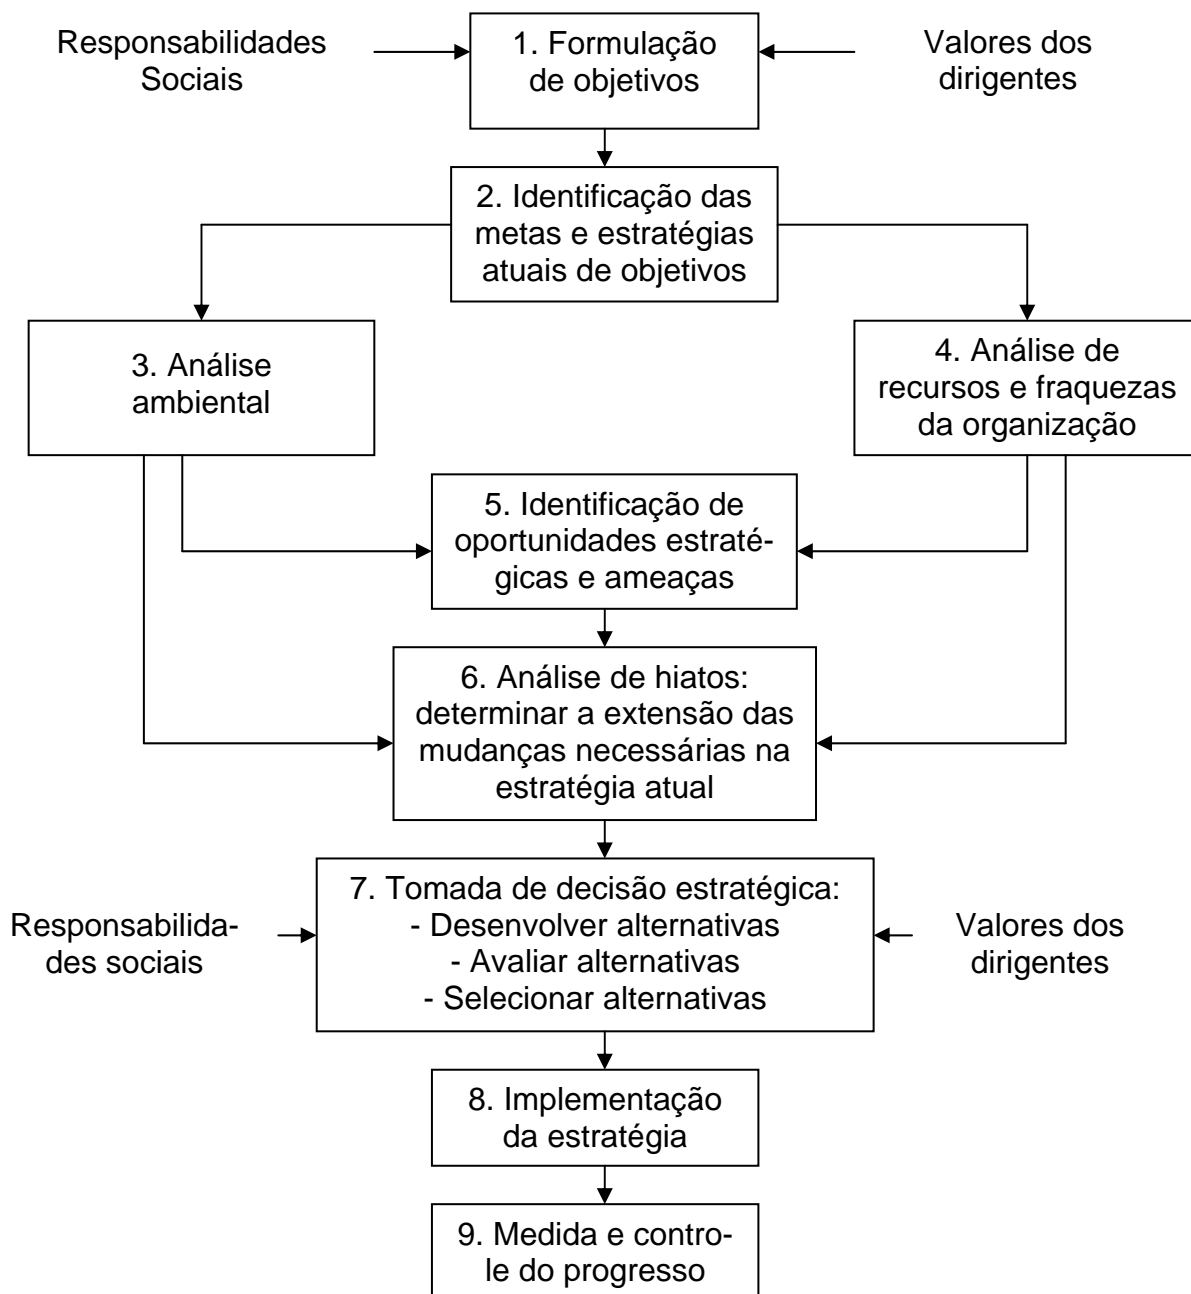 Responsabilidades
Sociais
1. Formulação
de objetivos
Valores dos
dirigentes
2. Identificação das
metas e estratégias
atuais de objetivos
3. Análise
ambiental
4. Análise de
recursos e fraquezas
da organização
5. Identificação de
oportunidades estraté-
gicas e ameaças
6. Análise de hiatos:
determinar a extensão das
mudanças necessárias na
estratégia atual
7. Tomada de decisão estratégica:
- Desenvolver alternativas
- Avaliar alternativas
- Selecionar alternativas
Responsabilida-
des sociais
Valores dos
dirigentes
8. Implementação
da estratégia
9. Medida e contro-
le do progresso